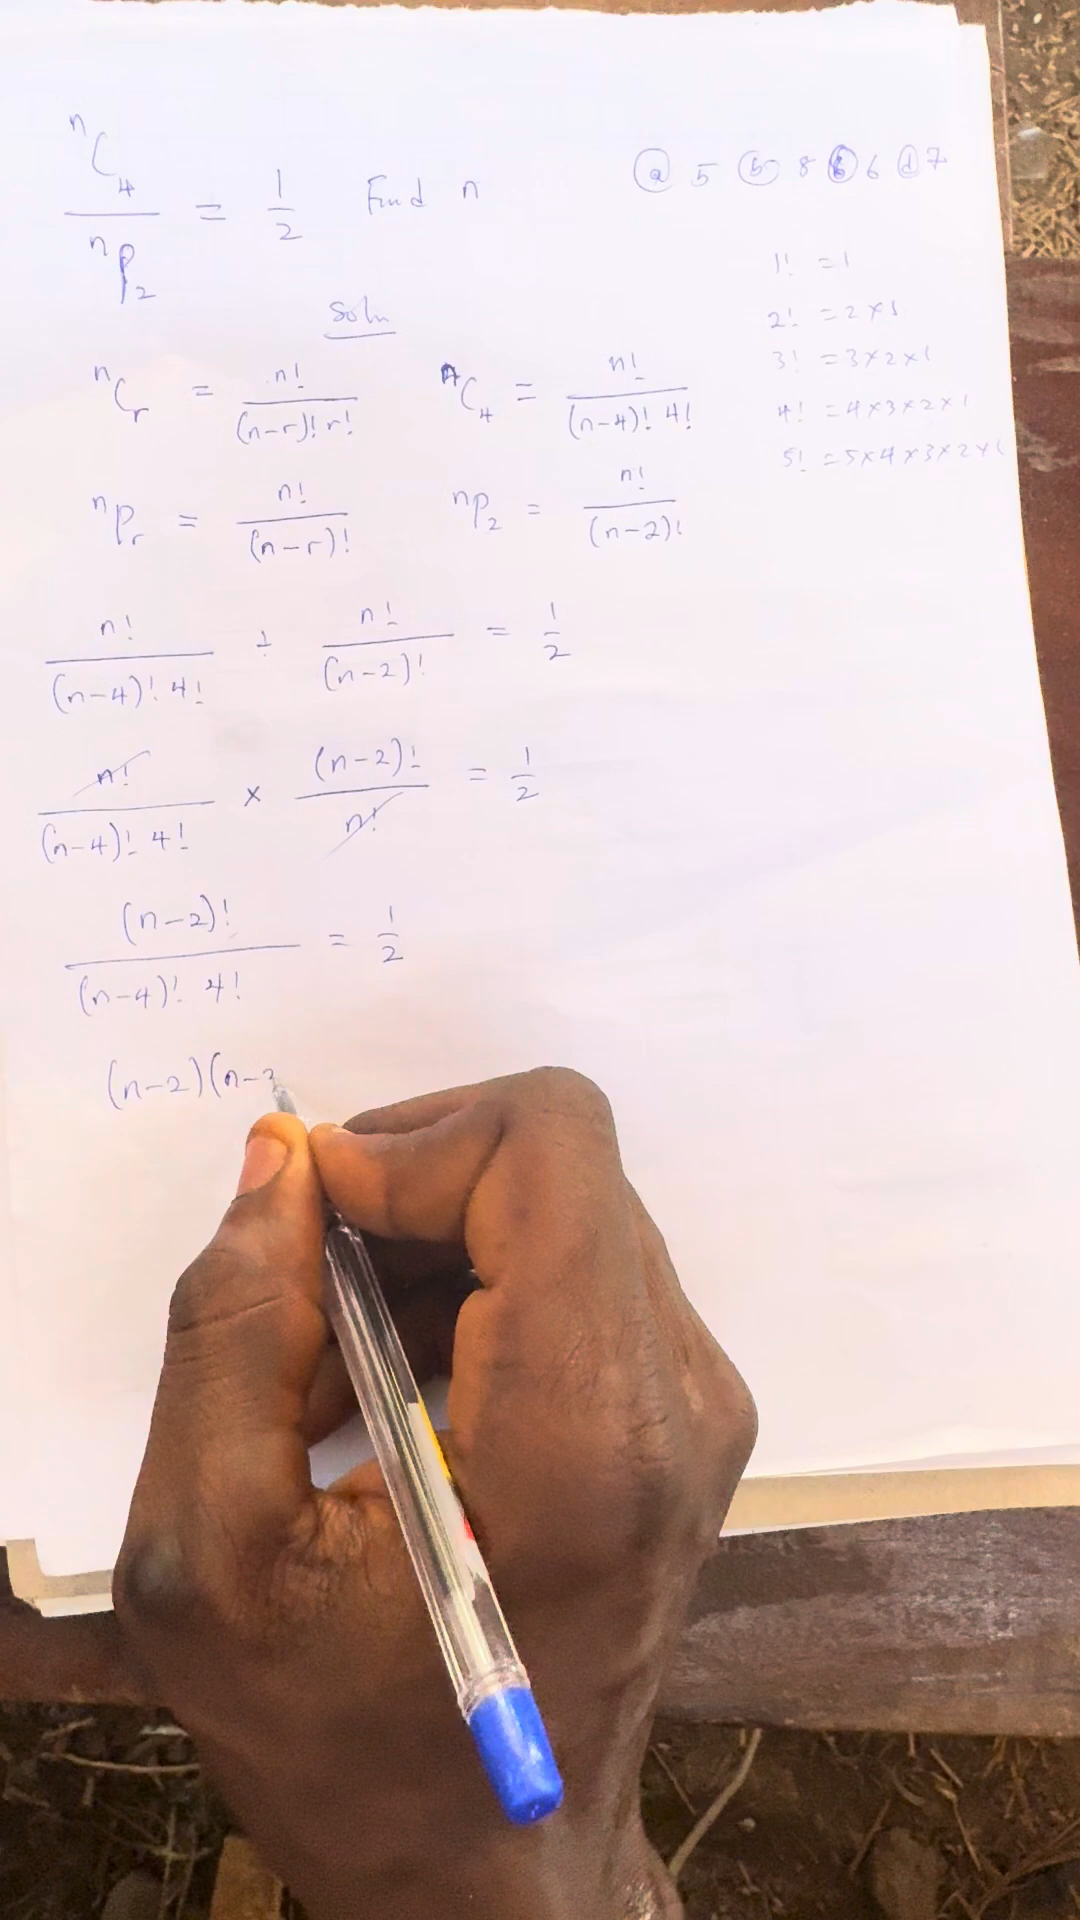 ⁿC₄ / ⁿP₂ = 1/2 Find n
ⓐ 5 ⓑ 8 ⓒ 6 ⓓ 7
Soln
1! = 1
2! = 2×1
3! = 3×2×1
4! = 4×3×2×1
5! = 5×4×3×2×1
ⁿCᵣ = n! / (n-r)! r! ⁿC₄ = n! / (n-4)! 4!
ⁿPᵣ = n! / (n-r)! ⁿP₂ = n! / (n-2)!
n! / (n-4)! 4! ÷ n! / (n-2)! = 1/2
n! / (n-4)! 4! × (n-2)! / n! = 1/2
(n-2)! / (n-4)! 4! = 1/2
(n-2)(n-